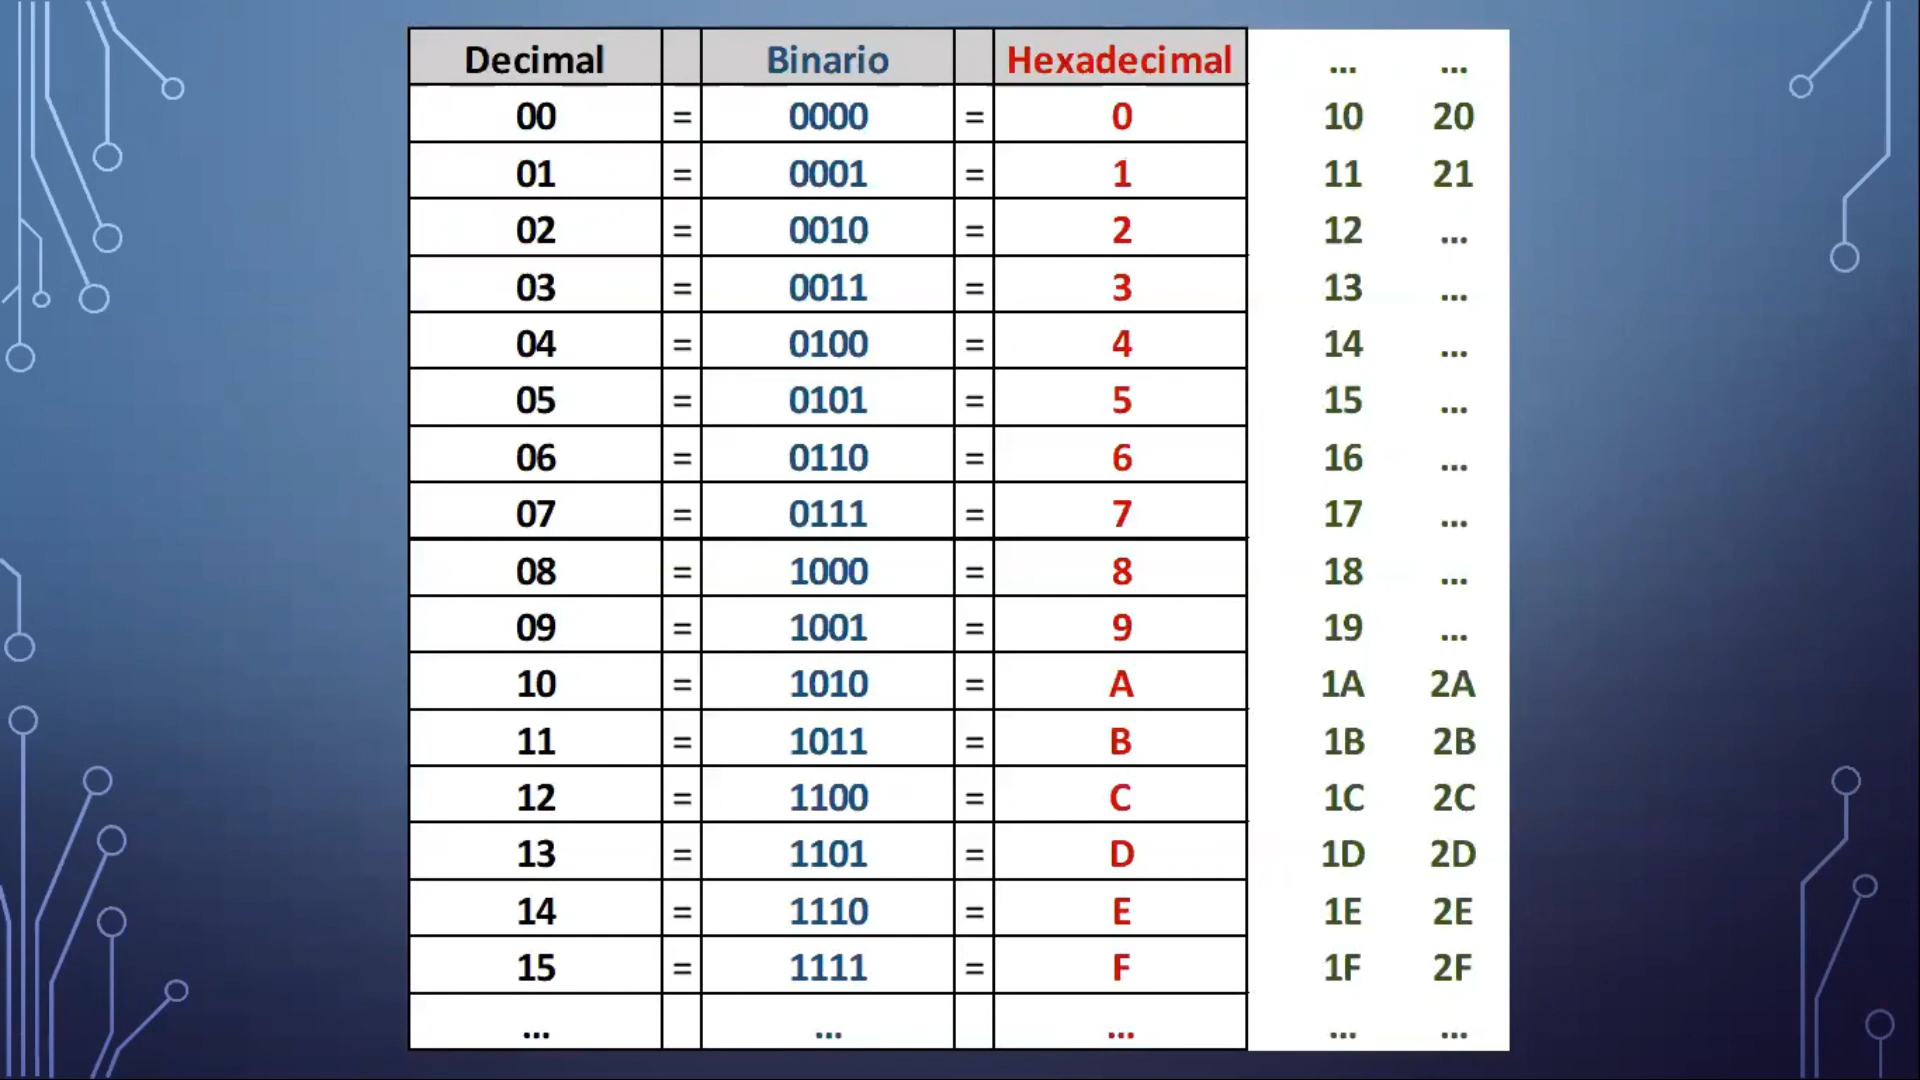 Decimal Binario Hexadecimal ... ...
00 = 0000 = 0 10 20
01 = 0001 = 1 11 21
02 = 0010 = 2 12 ...
03 = 0011 = 3 13 ...
04 = 0100 = 4 14 ...
05 = 0101 = 5 15 ...
06 = 0110 = 6 16 ...
07 = 0111 = 7 17 ...
08 = 1000 = 8 18 ...
09 = 1001 = 9 19 ...
10 = 1010 = A 1A 2A
11 = 1011 = B 1B 2B
12 = 1100 = C 1C 2C
13 = 1101 = D 1D 2D
14 = 1110 = E 1E 2E
15 = 1111 = F 1F 2F
... ... ... ... ...